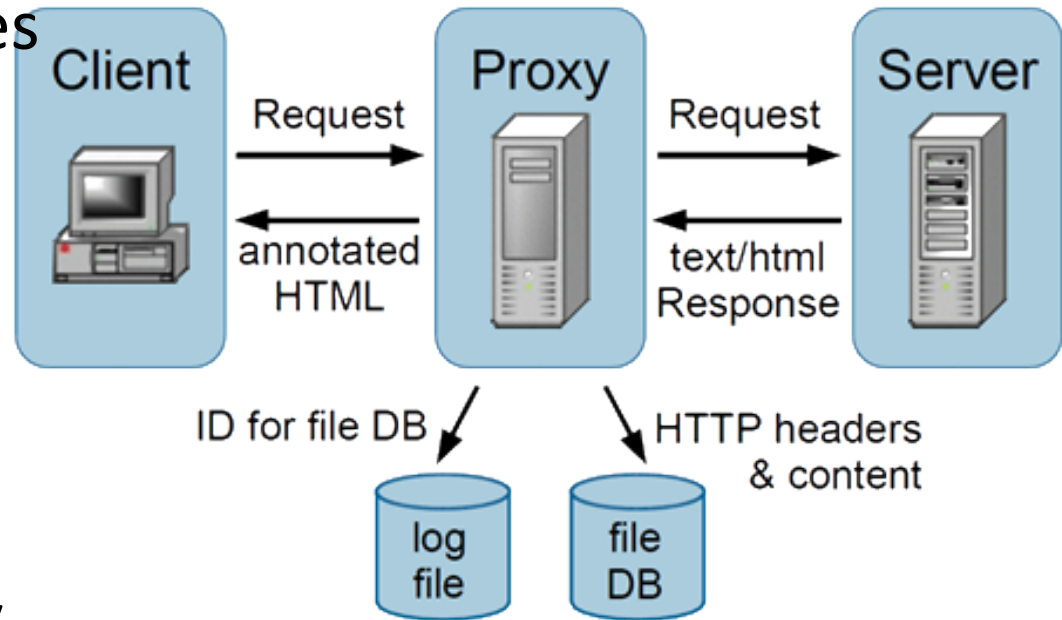 es
Client
Proxy
Server
Request
Request
annotated
HTML
text/html
Response
ID for file DB
HTTP headers
& content
log
file
file
DB